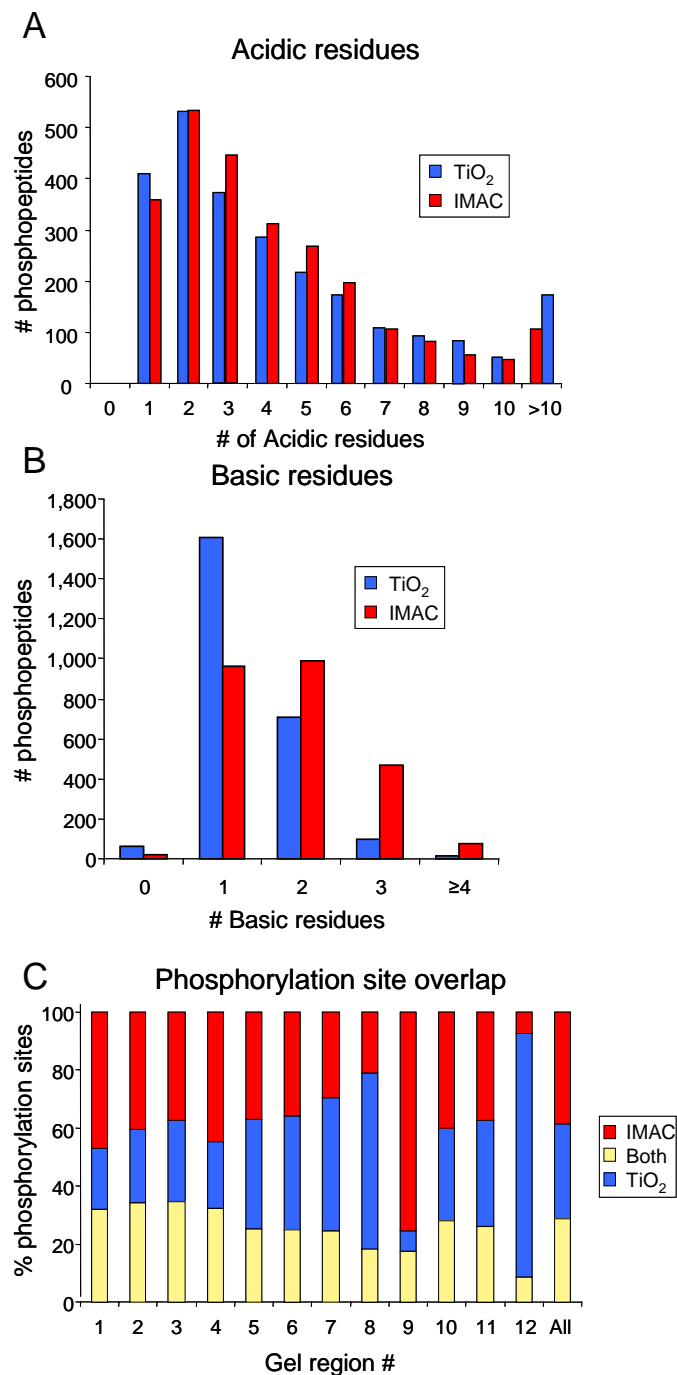 A
Acidic residues
600
500
400
300
200
100
0
# phosphopeptides
TiO2
IMAC
0 1 2 3 4 5 6 7 8 9 10 >10
# of Acidic residues
B
Basic residues
1,800
1,600
1,400
1,200
1,000
800
600
400
200
0
# phosphopeptides
TiO2
IMAC
0 1 2 3 ≥4
# Basic residues
C
Phosphorylation site overlap
100
80
60
40
20
0
% phosphorylation sites
IMAC
Both
TiO2
1 2 3 4 5 6 7 8 9 10 11 12 All
Gel region #